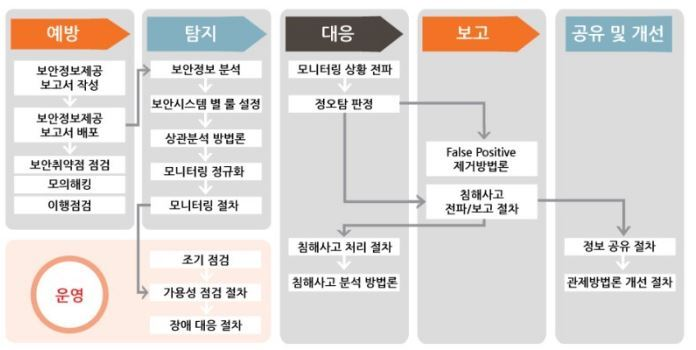 예방
보안정보제공
보고서 작성
보안정보제공
보고서 배포
보안취약점 점검
모의해킹
이행점검
탐지
보안정보 분석
보안시스템 별 룰 설정
상관분석 방법론
모니터링 정규화
모니터링 절차
운영
조기 점검
가용성 점검 절차
장애 대응 절차
대응
모니터링 상황 전파
정오탐 판정
침해사고 처리 절차
침해사고 분석 방법론
보고
False Positive
제거방법론
침해사고
전파/보고 절차
공유 및 개선
정보 공유 절차
관제방법론 개선 절차